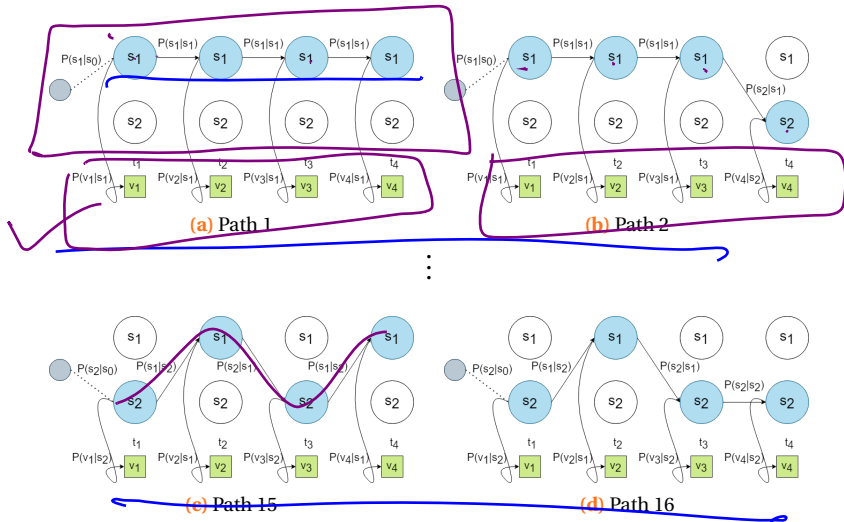 s1 s1 s1 s1
P(s1|s0) P(s1|s1) P(s1|s1) P(s1|s1)
s2 s2 s2 s2
t1 t2 t3 t4
P(v1|s1) v1 P(v2|s1) v2 P(v3|s1) v3 P(v4|s1) v4
(a) Path 1
s1 s1 s1 s1
P(s1|s0) P(s1|s1) P(s1|s1) P(s2|s1)
s2 s2 s2 s2
t1 t2 t3 t4
P(v1|s1) v1 P(v2|s1) v2 P(v3|s1) v3 P(v4|s2) v4
(b) Path 2
⋮
s1 s1 s1 s1
P(s2|s0) P(s1|s2) P(s2|s1) P(s1|s2)
s2 s2 s2 s2
t1 t2 t3 t4
P(v1|s2) v1 P(v2|s1) v2 P(v3|s2) v3 P(v4|s1) v4
(c) Path 15
s1 s1 s1 s1
P(s2|s0) P(s1|s2) P(s2|s1) P(s2|s2)
s2 s2 s2 s2
t1 t2 t3 t4
P(v1|s2) v1 P(v2|s1) v2 P(v3|s2) v3 P(v4|s2) v4
(d) Path 16